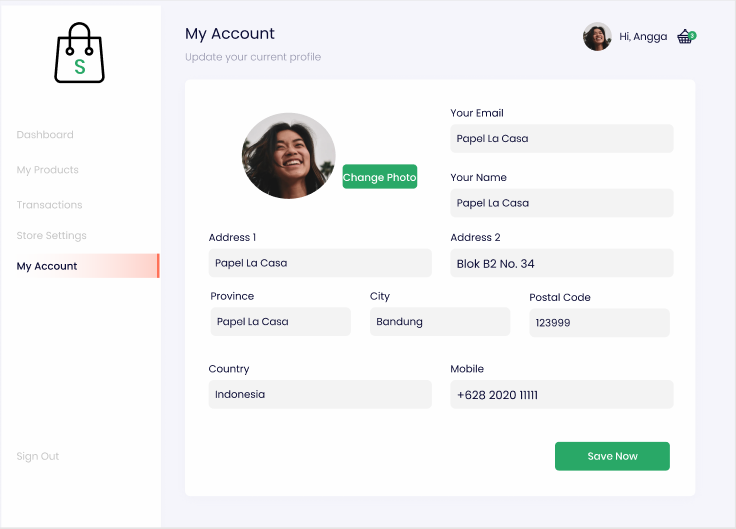 S
My Account
Update your current profile
Hi, Angga
Dashboard
My Products
Transactions
Store Settings
My Account
Sign Out
Change Photo
Your Email
Papel La Casa
Your Name
Papel La Casa
Address 1
Papel La Casa
Address 2
Blok B2 No. 34
Province
Papel La Casa
City
Bandung
Postal Code
123999
Country
Indonesia
Mobile
+628 2020 11111
Save Now